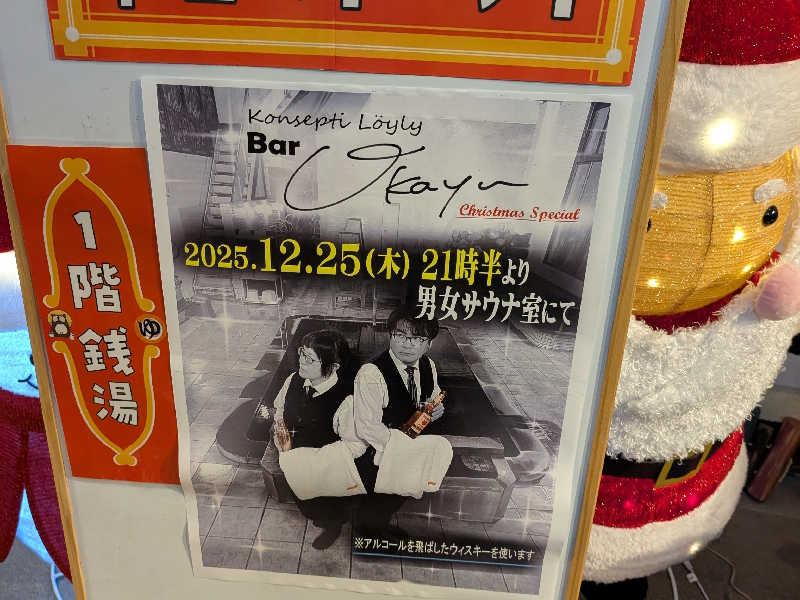 Konsepti Löyly
Bar Okayu
Christmas Special
2025.12.25(木) 21時半より
男女サウナ室にて
1階銭湯
ゆ
※アルコールを飛ばしたウィスキーを使います